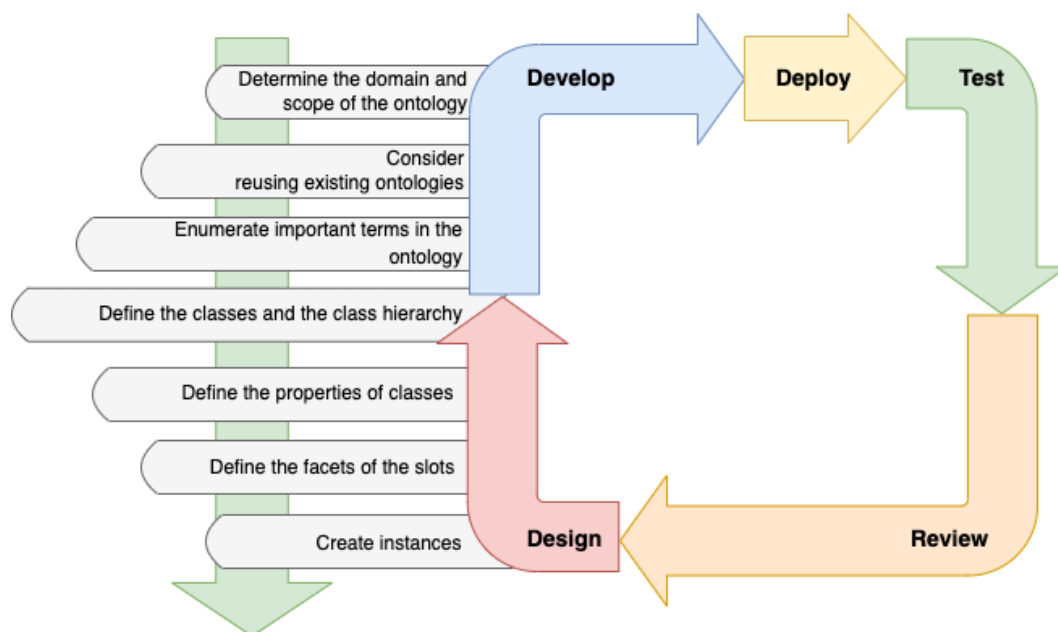 Determine the domain and
scope of the ontology
Consider
reusing existing ontologies
Enumerate important terms in the
ontology
Define the classes and the class hierarchy
Define the properties of classes
Define the facets of the slots
Create instances
Develop
Deploy
Test
Review
Design